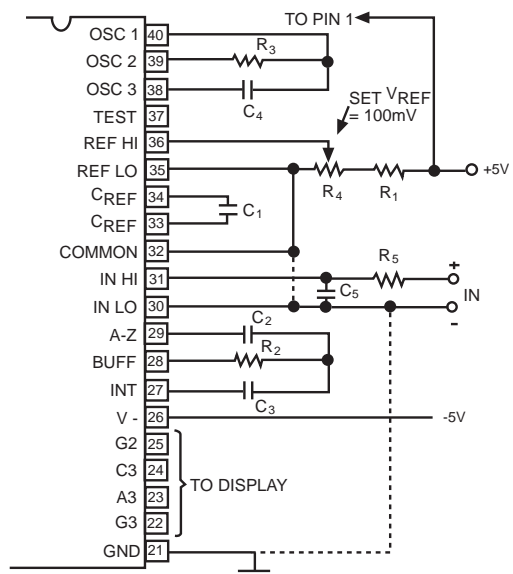 TO PIN 1
OSC 1 40
R3
OSC 2 39
OSC 3 38
C4
TEST 37
SET VREF
= 100mV
REF HI 36
REF LO 35
R4
R1
+5V
CREF 34
C1
CREF 33
COMMON 32
IN HI 31
R5
+
C5
IN
IN LO 30
-
C2
A-Z 29
R2
BUFF 28
INT 27
C3
V - 26
-5V
G2 25
C3 24
TO DISPLAY
A3 23
G3 22
GND 21